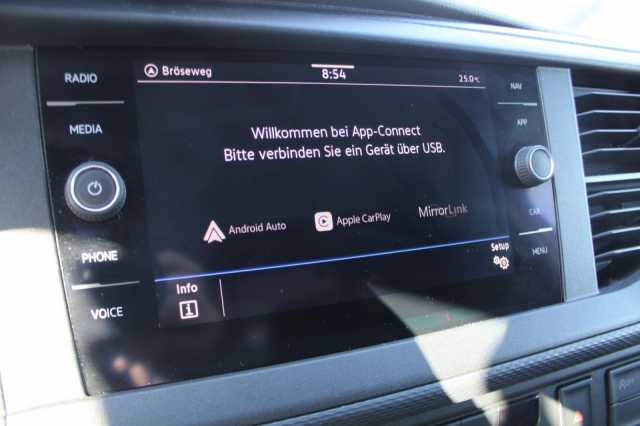 RADIO
MEDIA
PHONE
VOICE
Bröseweg
8:54
25.0°C
Willkommen bei App-Connect
Bitte verbinden Sie ein Gerät über USB.
Android Auto
Apple CarPlay
MirrorLink
Setup
Info
i
NAV
APP
CAR
MENU